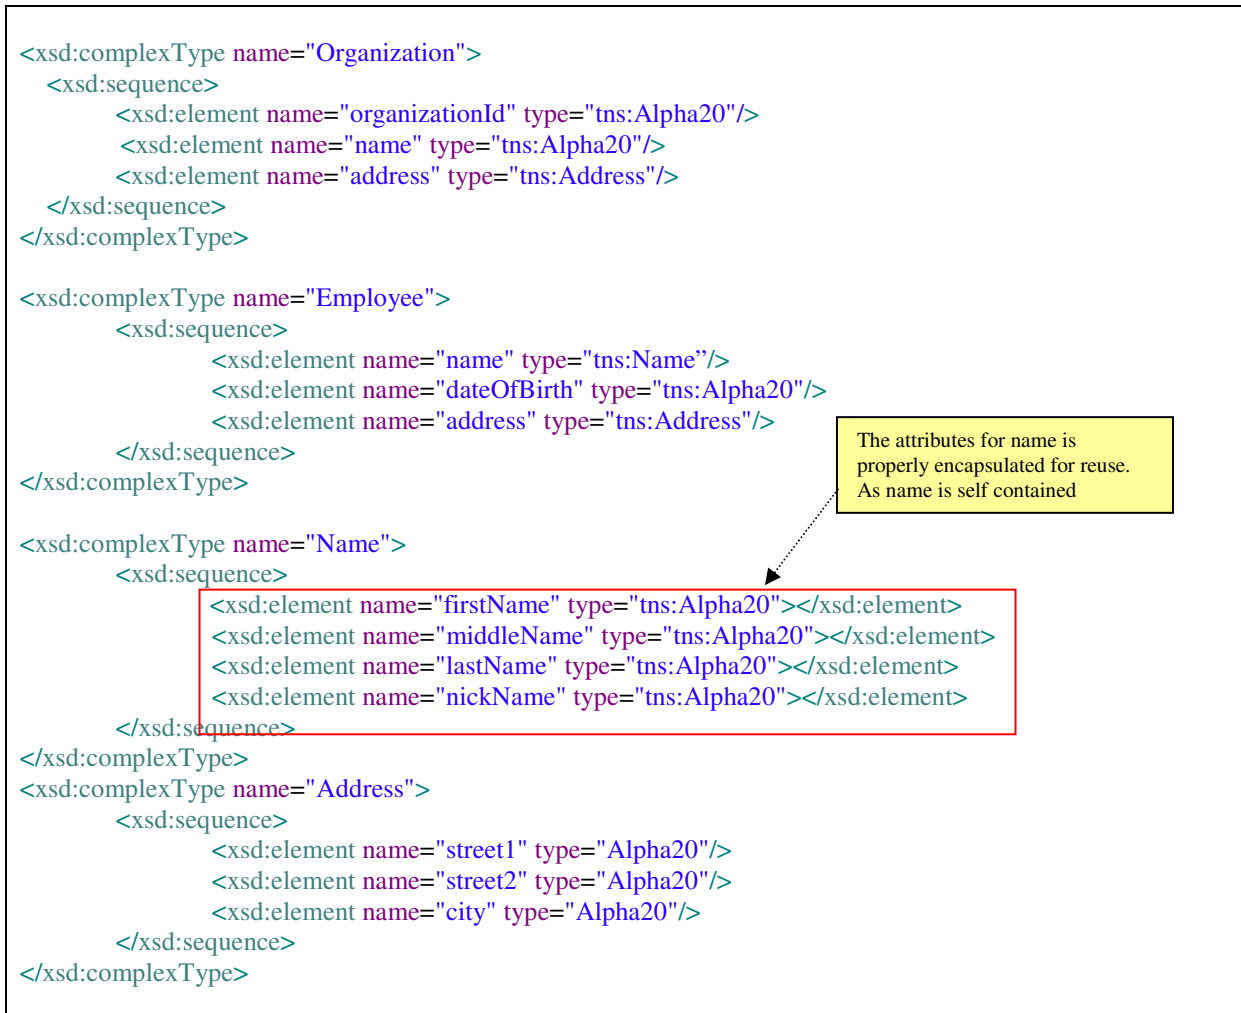 <xsd:complexType name="Organization">
<xsd:sequence>
<xsd:element name="organizationId" type="tns:Alpha20"/>
<xsd:element name="name" type="tns:Alpha20"/>
<xsd:element name="address" type="tns:Address"/>
</xsd:sequence>
</xsd:complexType>
<xsd:complexType name="Employee">
<xsd:sequence>
<xsd:element name="name" type="tns:Name”/>
<xsd:element name="dateOfBirth" type="tns:Alpha20"/>
<xsd:element name="address" type="tns:Address"/>
</xsd:sequence>
</xsd:complexType>
The attributes for name is
properly encapsulated for reuse.
As name is self contained
<xsd:complexType name="Name">
<xsd:sequence>
<xsd:element name="firstName" type="tns:Alpha20"></xsd:element>
<xsd:element name="middleName" type="tns:Alpha20"></xsd:element>
<xsd:element name="lastName" type="tns:Alpha20"></xsd:element>
<xsd:element name="nickName" type="tns:Alpha20"></xsd:element>
</xsd:sequence>
</xsd:complexType>
<xsd:complexType name="Address">
<xsd:sequence>
<xsd:element name="street1" type="Alpha20"/>
<xsd:element name="street2" type="Alpha20"/>
<xsd:element name="city" type="Alpha20"/>
</xsd:sequence>
</xsd:complexType>